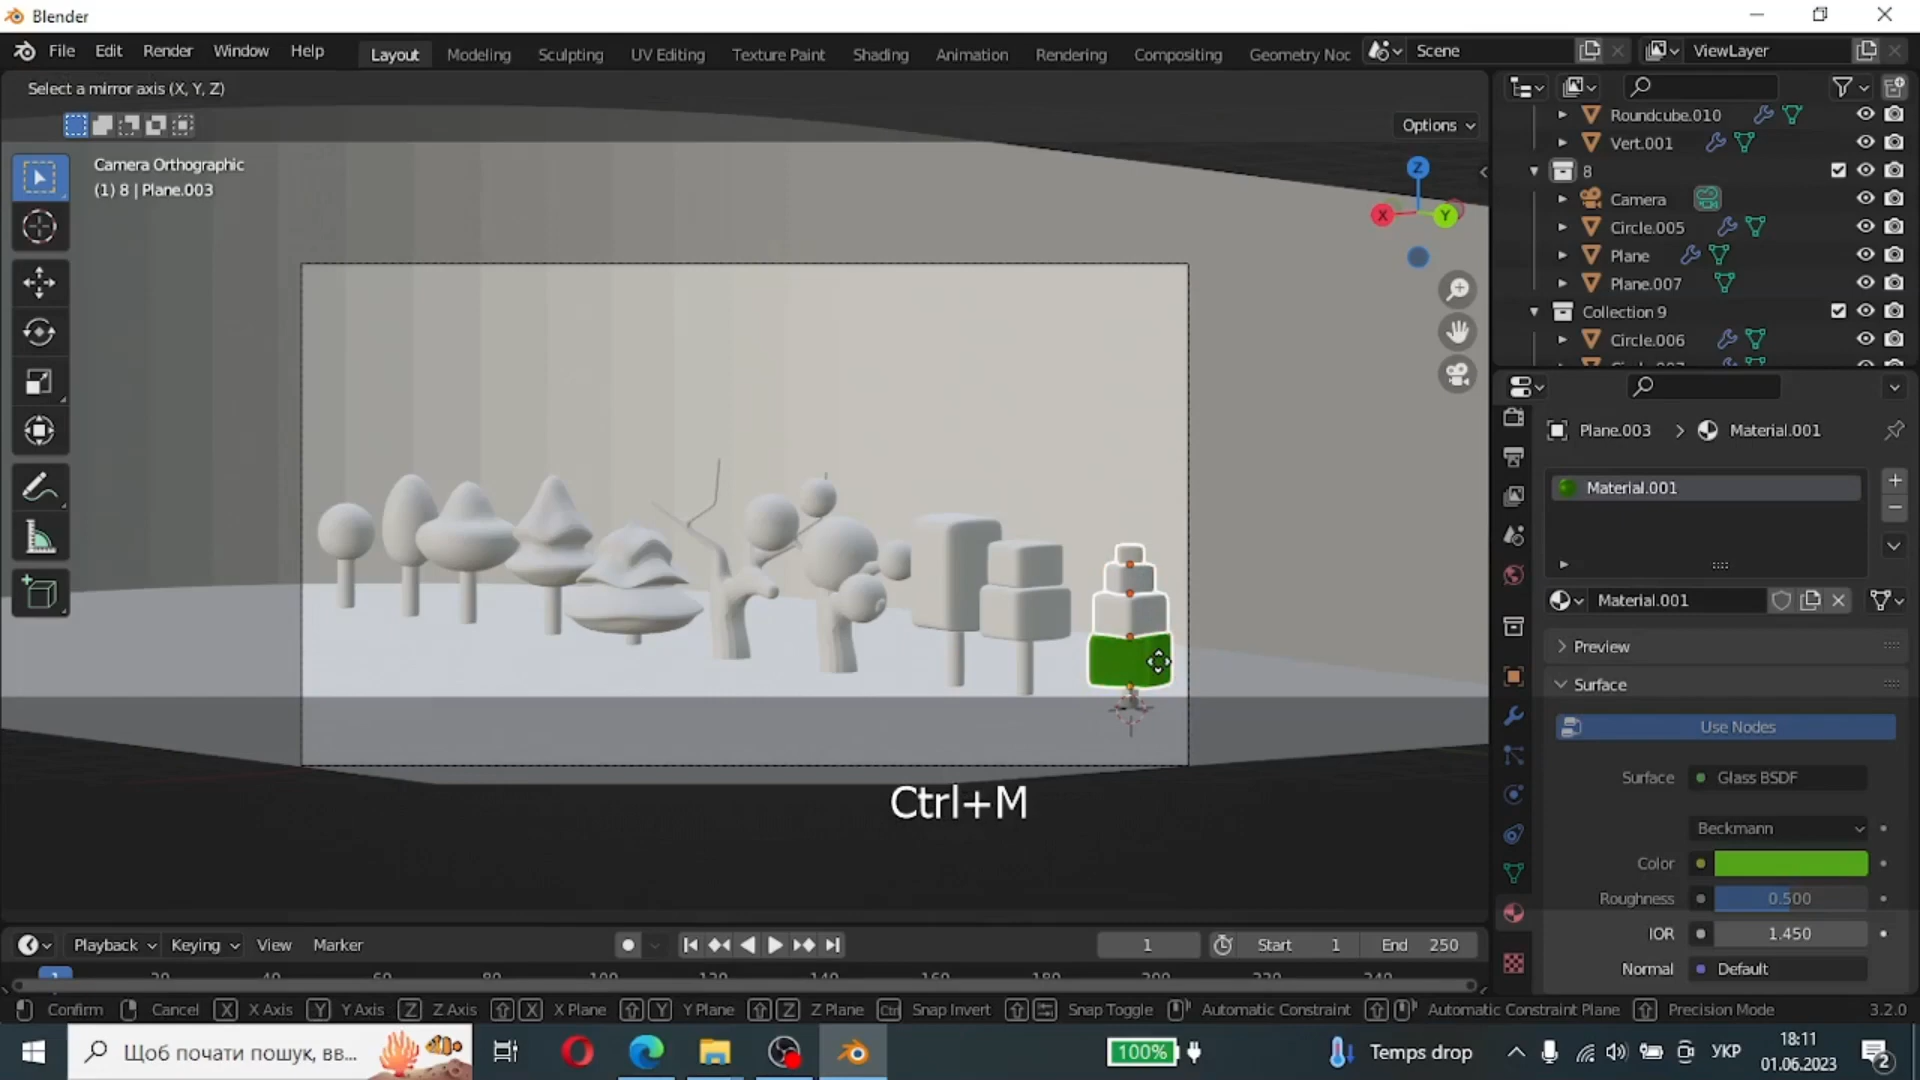 Blender
File Edit Render Window Help Layout Modeling Sculpting UV Editing Texture Paint Shading Animation Rendering Compositing Geometry Noc Scene ViewLayer
Select a mirror axis (X, Y, Z)
Options
Camera Orthographic
(1) 8 | Plane.003
Z
X Y
Roundcube.010
Vert.001
8
Camera
Circle.005
Plane
Plane.007
Collection 9
Circle.006
Plane.003 > Material.001
Material.001
Material.001
Preview
Surface
Use Nodes
Surface Glass BSDF
Beckmann
Color
Roughness 0.500
IOR 1.450
Normal Default
Ctrl+M
Playback Keying View Marker 1 Start 1 End 250
1
Confirm Cancel X X Axis Y Y Axis Z Z Axis X X Plane Y Y Plane Z Z Plane Ctrl Snap Invert Snap Toggle Automatic Constraint Automatic Constraint Plane Precision Mode 3.2.0
Щоб почати пошук, вв... 100% Temps drop УКР 18:11
01.06.2023 2